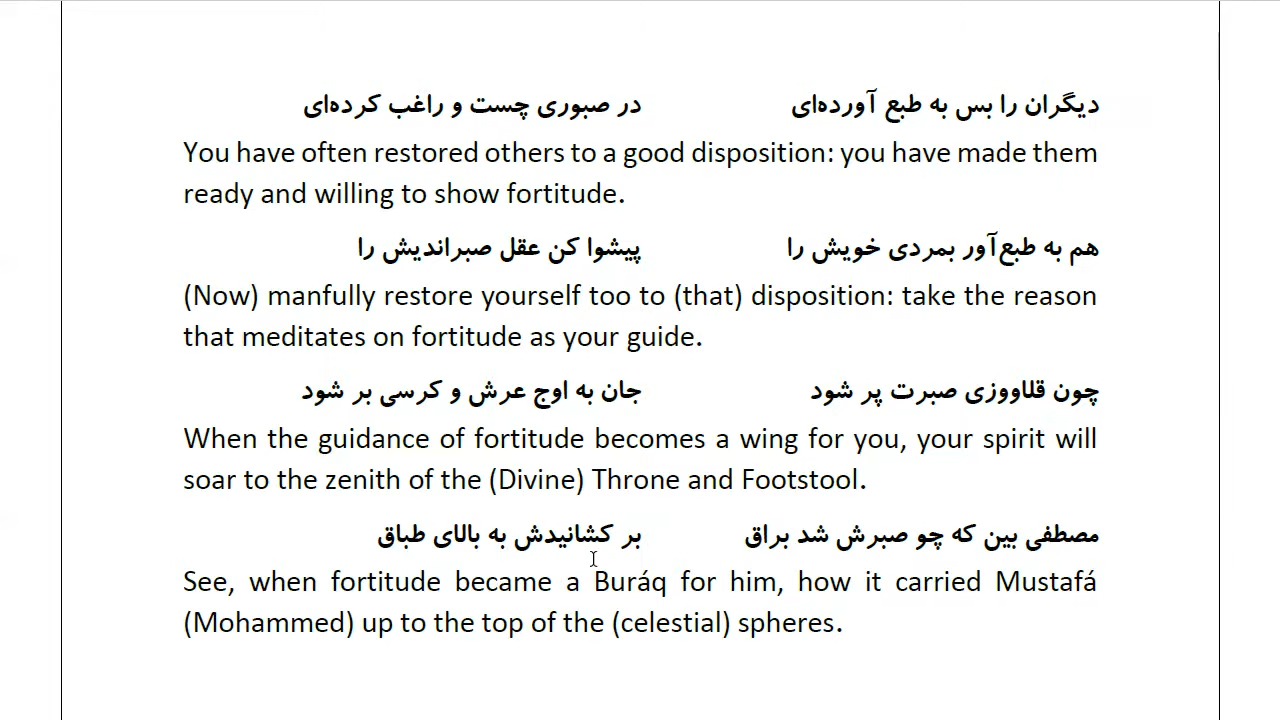 دیگران را بس به طبع آورده‌ای در صبوری چست و راغب کرده‌ای
You have often restored others to a good disposition: you have made them
ready and willing to show fortitude.
هم به طبع‌آور بمردی خویش را پیشوا کن عقل صبراندیش را
(Now) manfully restore yourself too to (that) disposition: take the reason
that meditates on fortitude as your guide.
چون قلاووزی صبرت پر شود جان به اوج عرش و کرسی بر شود
When the guidance of fortitude becomes a wing for you, your spirit will
soar to the zenith of the (Divine) Throne and Footstool.
مصطفی بین که چو صبرش شد براق بر کشانیدش به بالای طباق
See, when fortitude became a Buráq for him, how it carried Mustafá
(Mohammed) up to the top of the (celestial) spheres.